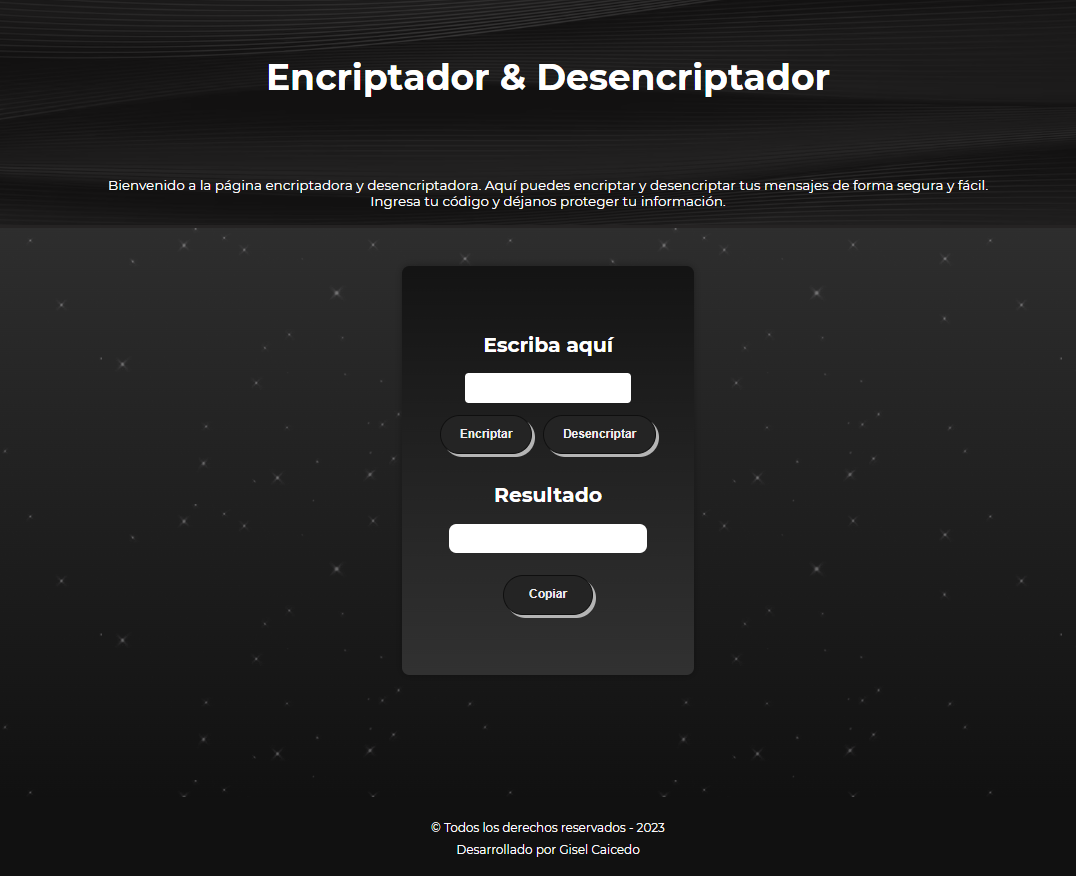 Encriptador & Desencriptador
Bienvenido a la página encriptadora y desencriptadora. Aquí puedes encriptar y desencriptar tus mensajes de forma segura y fácil.
Ingresa tu código y déjanos proteger tu información.
Escriba aquí
Encriptar Desencriptar
Resultado
Copiar
© Todos los derechos reservados - 2023
Desarrollado por Gisel Caicedo